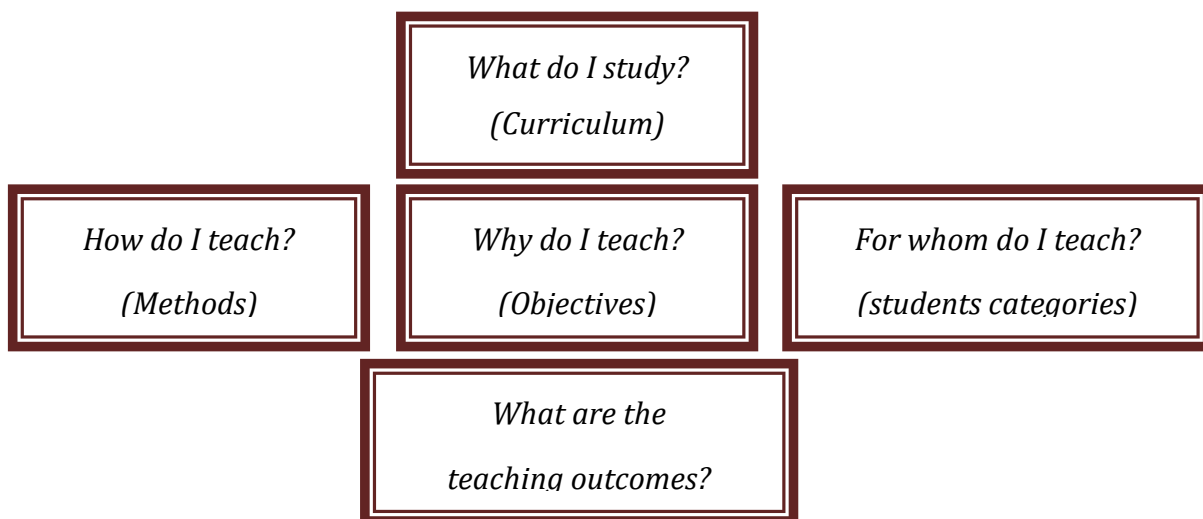 What do I study?
(Curriculum)
How do I teach?
(Methods)
Why do I teach?
(Objectives)
For whom do I teach?
(students categories)
What are the
teaching outcomes?